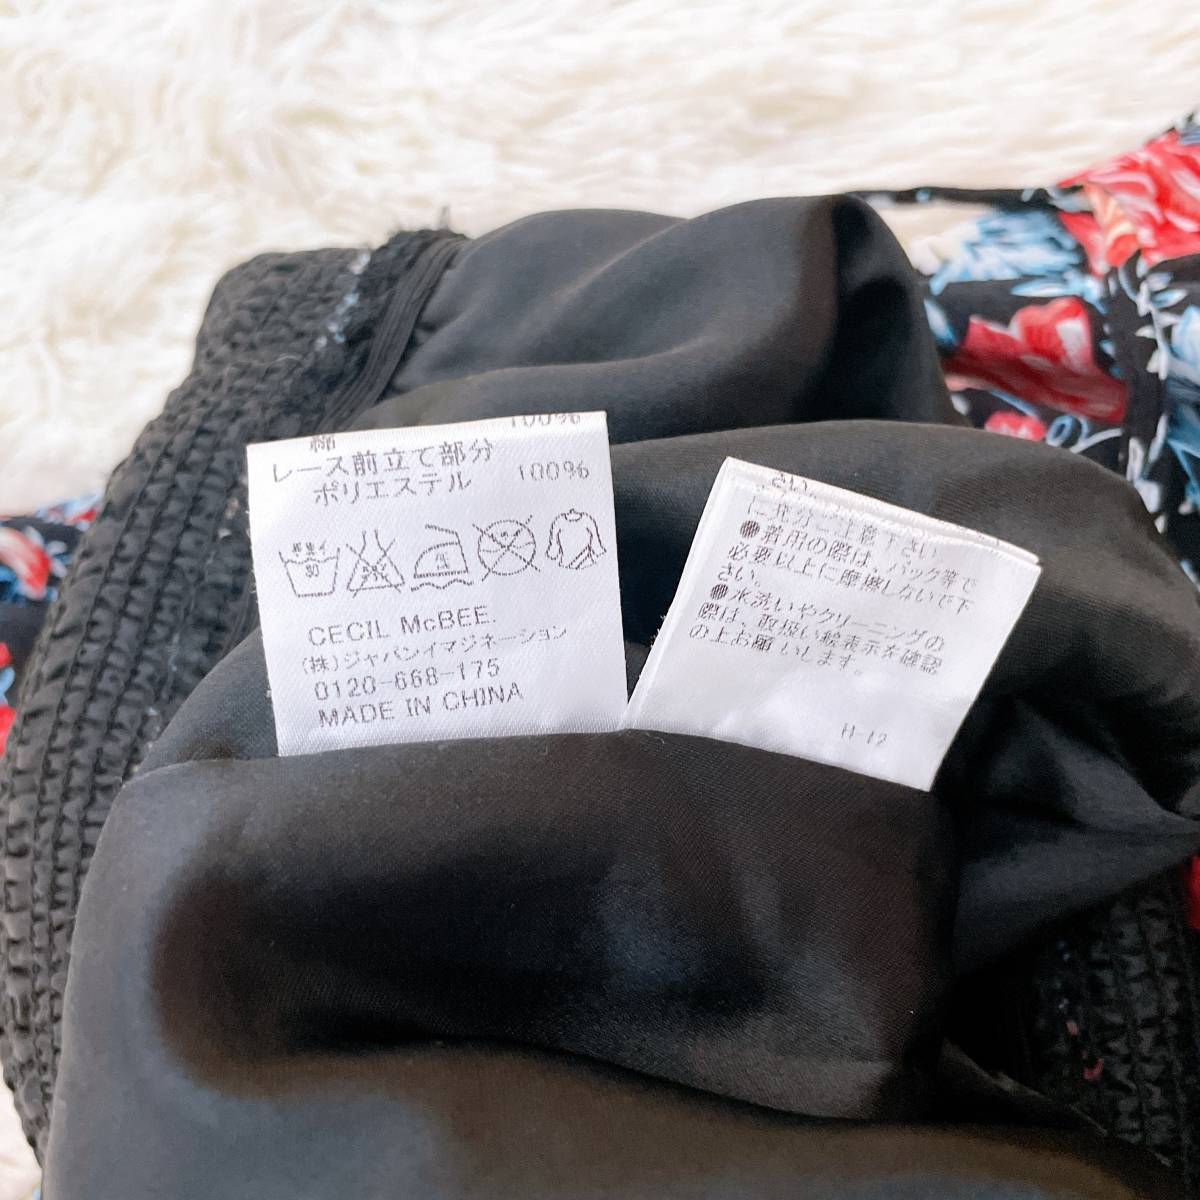 綿 100%
レース前立て部分
ポリエステル 100%
CECIL McBEE.
(株)ジャパンイマジネーション
0120-668-175
MADE IN CHINA
さい。
に充分ご注意下さい
●着用の際は、バック等で
必要以上に摩擦しないで下
さい。
●水洗いやクリーニングの
際は、取扱い絵表示を確認
の上お願いします。
H-12